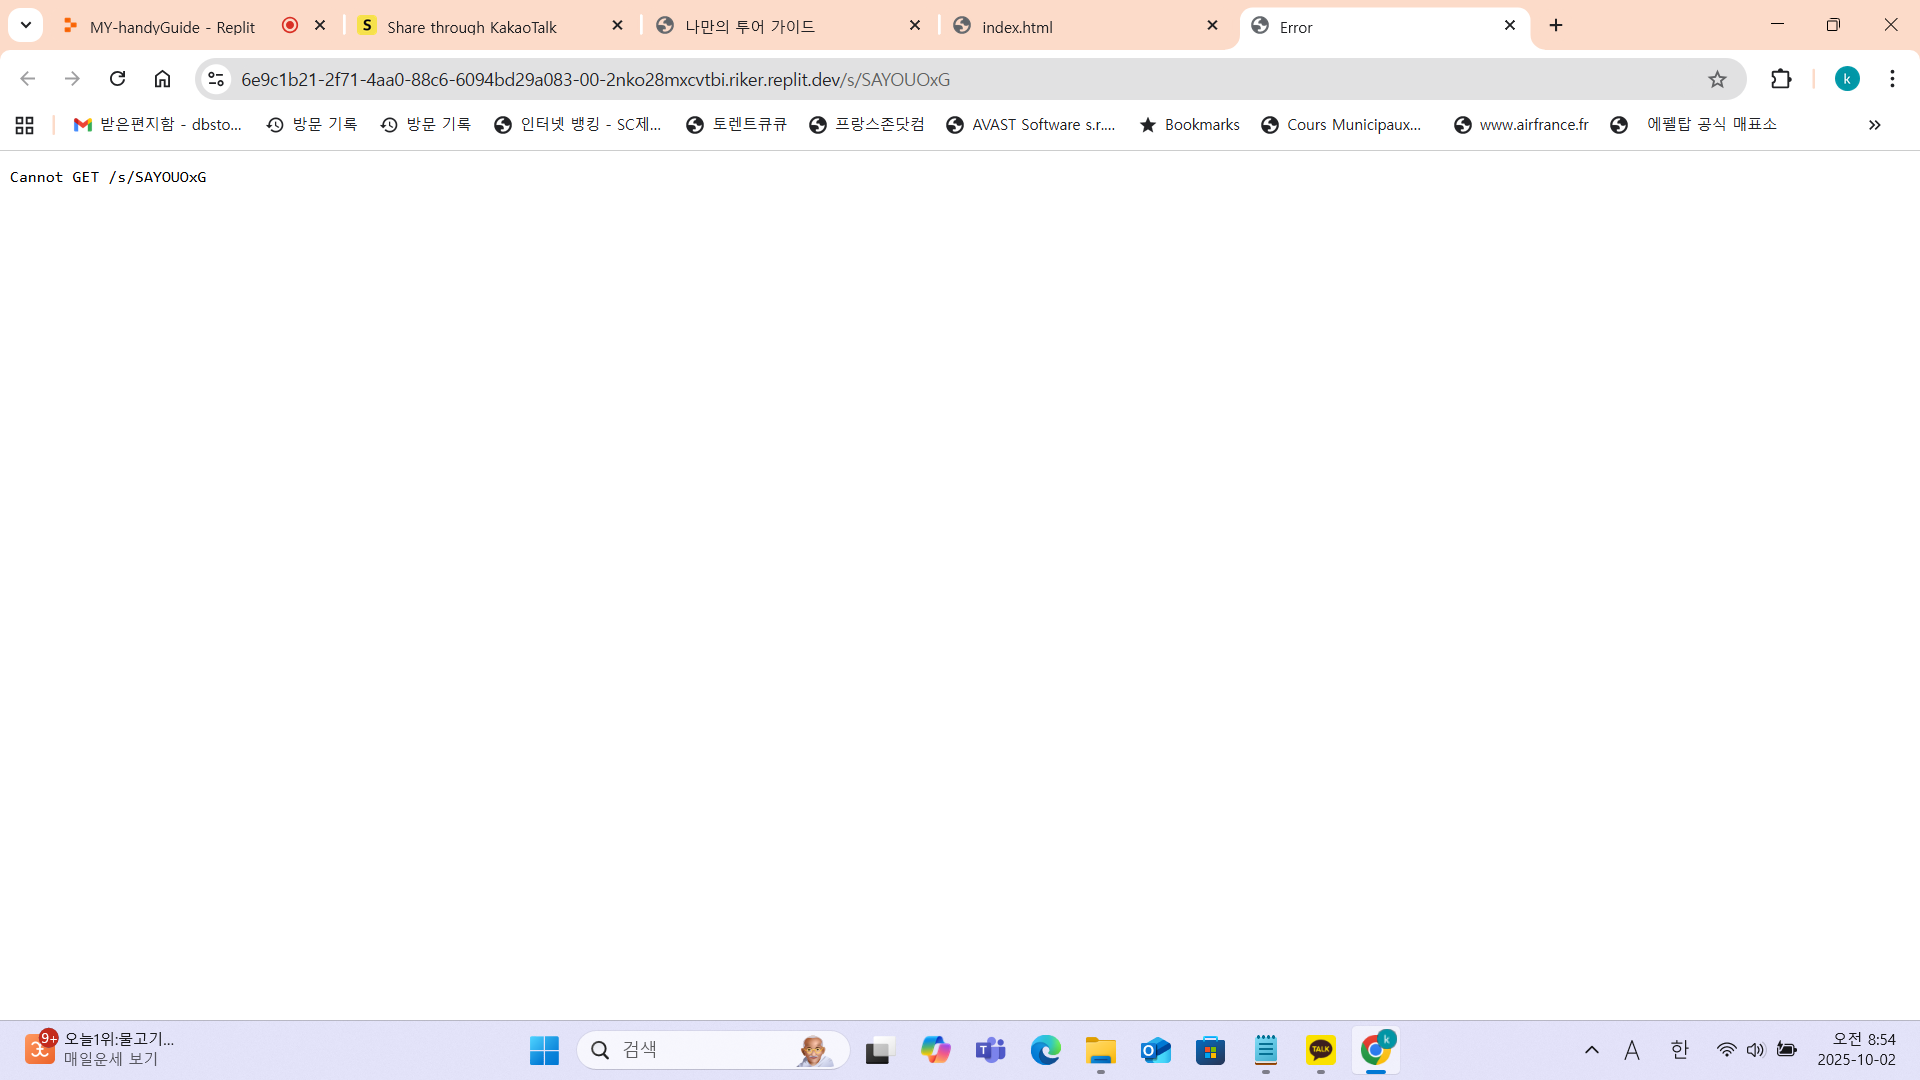 MY-handyGuide - Replit
S Share through KakaoTalk
나만의 투어 가이드
index.html
Error
6e9c1b21-2f71-4aa0-88c6-6094bd29a083-00-2nko28mxcvtbi.riker.replit.dev/s/SAYOUOxG
k
받은편지함 - dbsto...
방문 기록
방문 기록
인터넷 뱅킹 - SC제...
토렌트큐큐
프랑스존닷컴
AVAST Software s.r....
Bookmarks
Cours Municipaux...
www.airfrance.fr
에펠탑 공식 매표소
Cannot GET /s/SAYOUOxG
9+
오늘1위:물고기...
매일운세 보기
검색
TALK
k
A
한
오전 8:54
2025-10-02